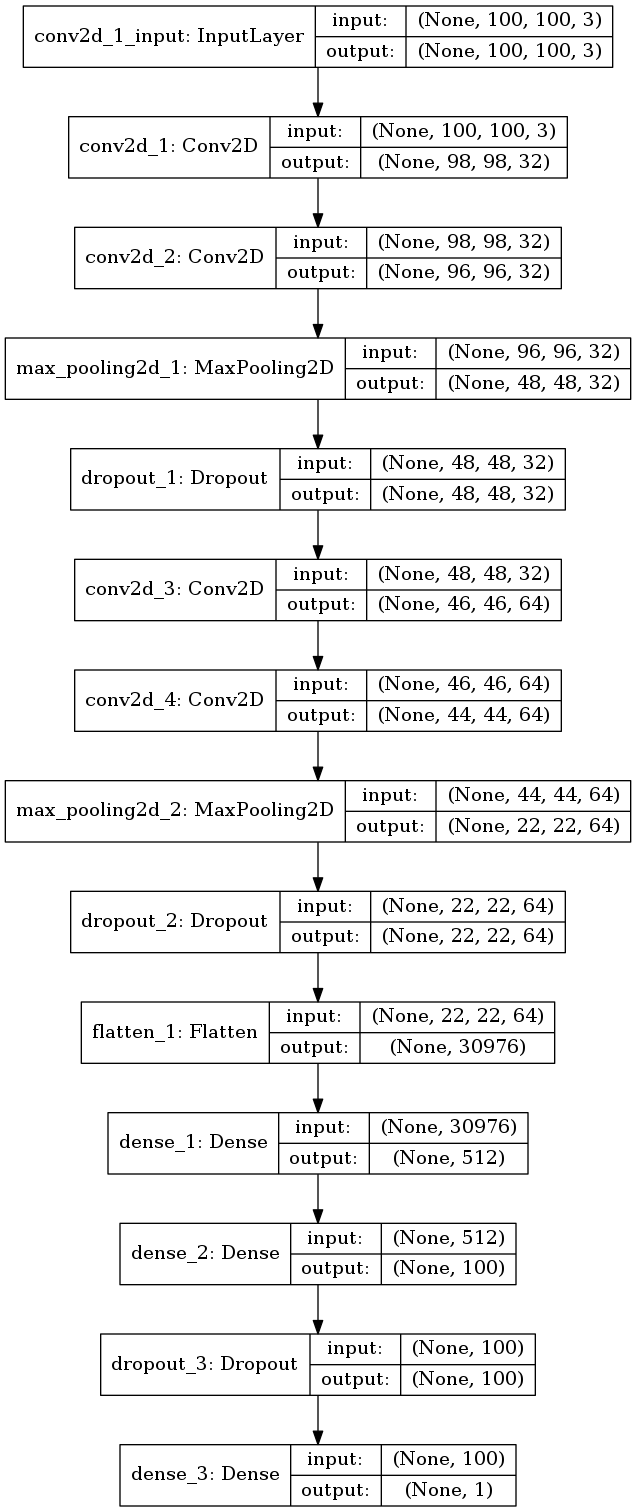 conv2d_1_input: InputLayer input: (None, 100, 100, 3)
output: (None, 100, 100, 3)
conv2d_1: Conv2D input: (None, 100, 100, 3)
output: (None, 98, 98, 32)
conv2d_2: Conv2D input: (None, 98, 98, 32)
output: (None, 96, 96, 32)
max_pooling2d_1: MaxPooling2D input: (None, 96, 96, 32)
output: (None, 48, 48, 32)
dropout_1: Dropout input: (None, 48, 48, 32)
output: (None, 48, 48, 32)
conv2d_3: Conv2D input: (None, 48, 48, 32)
output: (None, 46, 46, 64)
conv2d_4: Conv2D input: (None, 46, 46, 64)
output: (None, 44, 44, 64)
max_pooling2d_2: MaxPooling2D input: (None, 44, 44, 64)
output: (None, 22, 22, 64)
dropout_2: Dropout input: (None, 22, 22, 64)
output: (None, 22, 22, 64)
flatten_1: Flatten input: (None, 22, 22, 64)
output: (None, 30976)
dense_1: Dense input: (None, 30976)
output: (None, 512)
dense_2: Dense input: (None, 512)
output: (None, 100)
dropout_3: Dropout input: (None, 100)
output: (None, 100)
dense_3: Dense input: (None, 100)
output: (None, 1)